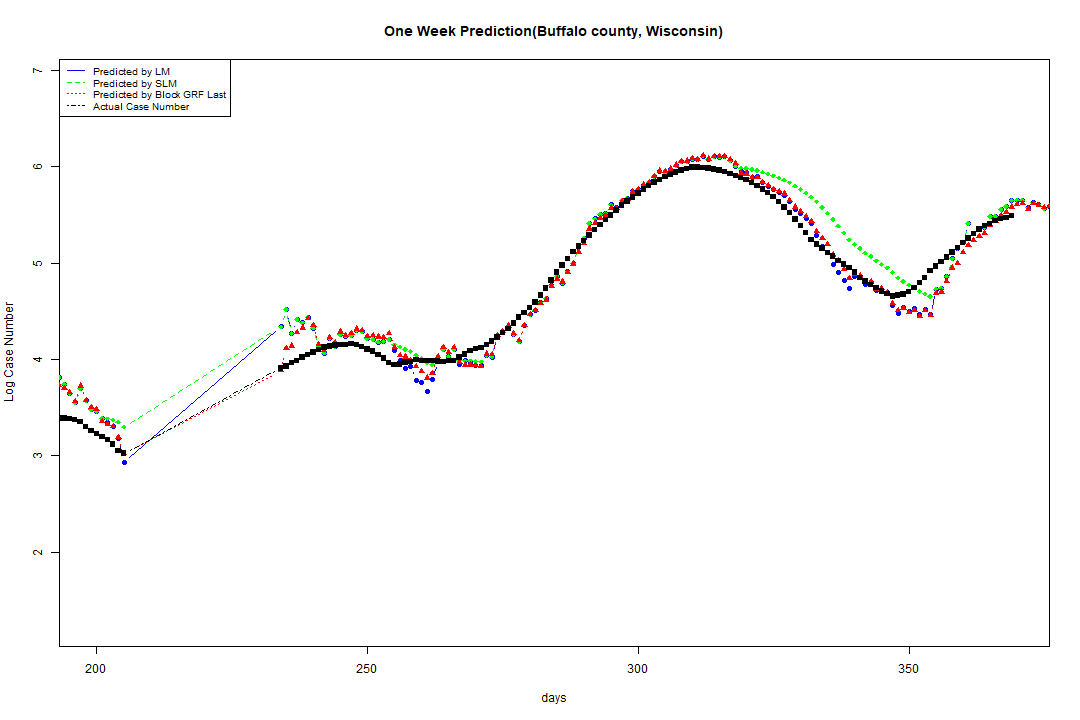 One Week Prediction(Buffalo county, Wisconsin)
Predicted by LM
Predicted by SLM
Predicted by Block GRF Last
Actual Case Number
7
6
5
4
3
2
Log Case Number
200 250 300 350
days